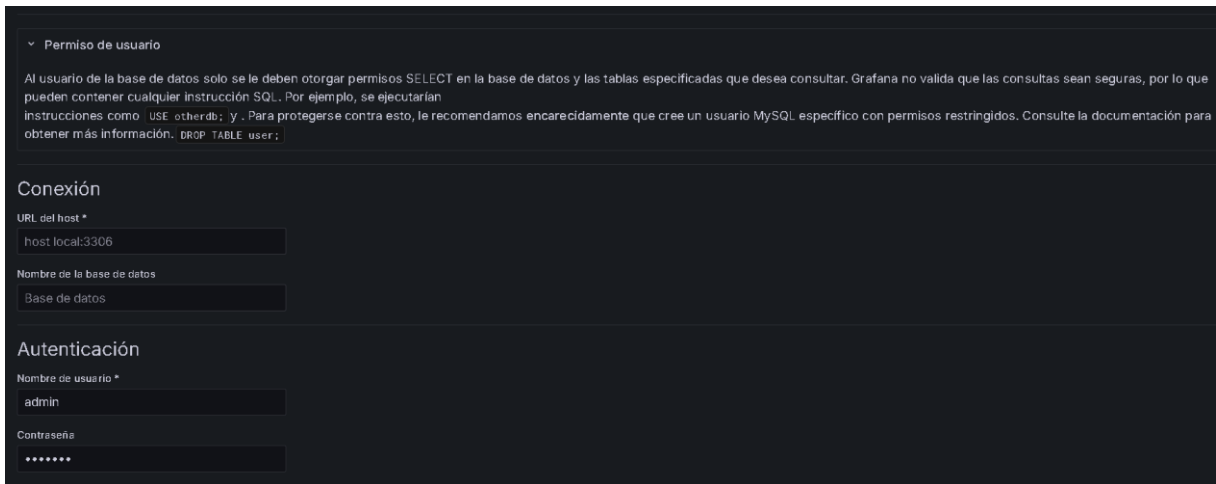 Permiso de usuario
Al usuario de la base de datos solo se le deben otorgar permisos SELECT en la base de datos y las tablas especificadas que desea consultar. Grafana no valida que las consultas sean seguras, por lo que
pueden contener cualquier instrucción SQL. Por ejemplo, se ejecutarían
instrucciones como USE otherdb; y . Para protegerse contra esto, le recomendamos encarecidamente que cree un usuario MySQL específico con permisos restringidos. Consulte la documentación para
obtener más información. DROP TABLE user;
Conexión
URL del host *
host local:3306
Nombre de la base de datos
Base de datos
Autenticación
Nombre de usuario *
admin
Contraseña
•••••••